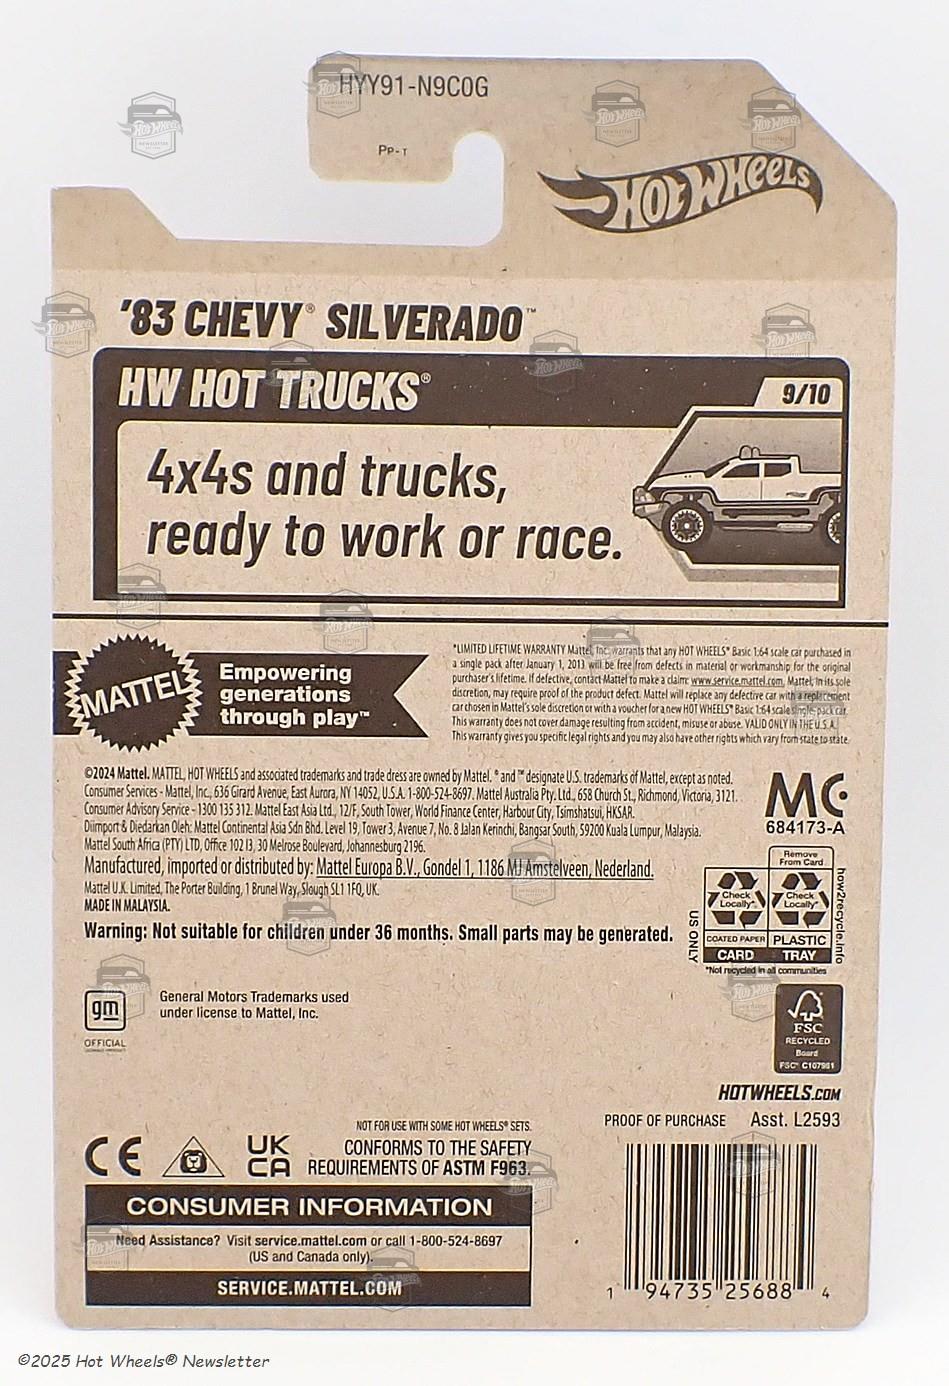 HYY91-N9C0G
PP-T
HOT WHEELS
'83 CHEVY® SILVERADO™
HW HOT TRUCKS®
9/10
4x4s and trucks,
ready to work or race.
MATTEL
Empowering
generations
through play™
*LIMITED LIFETIME WARRANTY Mattel, Inc. warrants that any HOT WHEELS® Basic 1:64 scale car purchased in
a single pack after January 1, 2013 will be free from defects in material or workmanship for the original
purchaser's lifetime. If defective, contact Mattel to make a claim: www.service.mattel.com. Mattel, in its sole
discretion, may require proof of the product defect. Mattel will replace any defective car with a replacement
car chosen in Mattel's sole discretion or with a voucher for a new HOT WHEELS® Basic 1:64 scale single-pack car.
This warranty does not cover damage resulting from accident, misuse or abuse. VALID ONLY IN THE U.S.A.
This warranty gives you specific legal rights and you may also have other rights which vary from state to state.
©2024 Mattel. MATTEL, HOT WHEELS and associated trademarks and trade dress are owned by Mattel. ® and ™ designate U.S. trademarks of Mattel, except as noted.
Consumer Services - Mattel, Inc., 636 Girard Avenue, East Aurora, NY 14052, U.S.A. 1-800-524-8697. Mattel Australia Pty. Ltd., 658 Church St., Richmond, Victoria, 3121.
Consumer Advisory Service - 1300 135 312. Mattel East Asia Ltd., 12/F, South Tower, World Finance Center, Harbour City, Tsimshatsui, HKSAR.
Diimport & Diedarkan Oleh: Mattel Continental Asia Sdn Bhd. Level 19, Tower 3, Avenue 7, No. 8 Jalan Kerinchi, Bangsar South, 59200 Kuala Lumpur, Malaysia.
Mattel South Africa (PTY) LTD, Office 102 I3, 30 Melrose Boulevard, Johannesburg 2196.
Manufactured, imported or distributed by: Mattel Europa B.V., Gondel 1, 1186 MJ Amstelveen, Nederland.
Mattel U.K. Limited, The Porter Building, 1 Brunel Way, Slough SL1 1FQ, UK.
MADE IN MALAYSIA.
Warning: Not suitable for children under 36 months. Small parts may be generated.
MC
684173-A
Remove
From Card
Check
Locally*
Check
Locally*
COATED PAPER
PLASTIC
CARD
TRAY
US ONLY
how2recycle.info
*Not recycled in all communities
gm
OFFICIAL
LICENSED PRODUCT
General Motors Trademarks used
under license to Mattel, Inc.
FSC
RECYCLED
Board
FSC® C107981
HOTWHEELS.COM
PROOF OF PURCHASE Asst. L2593
NOT FOR USE WITH SOME HOT WHEELS® SETS.
CE
UK
CA
CONFORMS TO THE SAFETY
REQUIREMENTS OF ASTM F963.
CONSUMER INFORMATION
Need Assistance? Visit service.mattel.com or call 1-800-524-8697
(US and Canada only).
SERVICE.MATTEL.COM
1 94735 25688 4
©2025 Hot Wheels® Newsletter